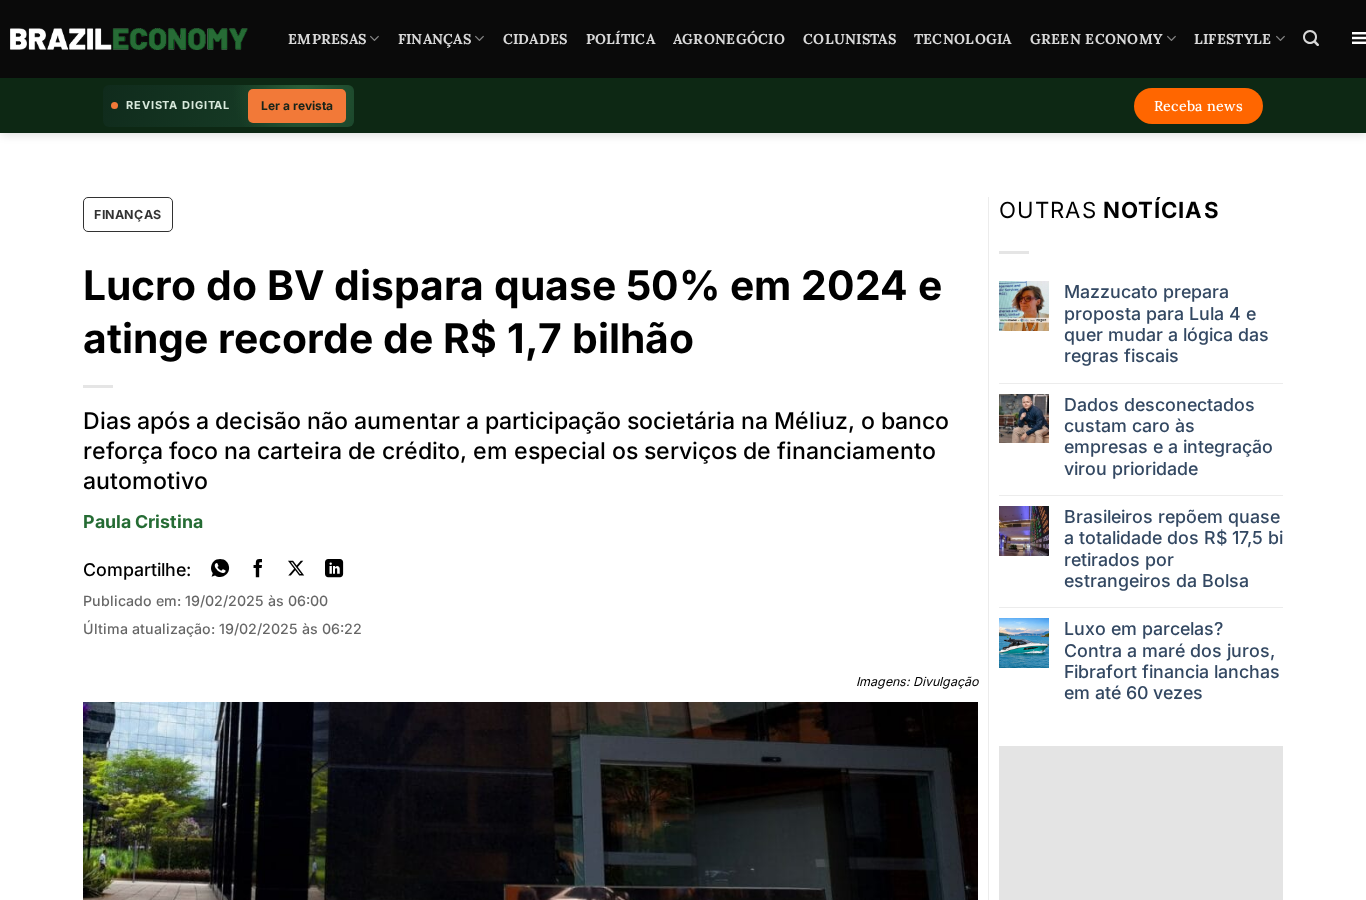 BRAZILECONOMY
EMPRESAS
FINANÇAS
CIDADES
POLÍTICA
AGRONEGÓCIO
COLUNISTAS
TECNOLOGIA
GREEN ECONOMY
LIFESTYLE
REVISTA DIGITAL
Ler a revista
Receba news
FINANÇAS
Lucro do BV dispara quase 50% em 2024 e
atinge recorde de R$ 1,7 bilhão
Dias após a decisão não aumentar a participação societária na Méliuz, o banco
reforça foco na carteira de crédito, em especial os serviços de financiamento
automotivo
Paula Cristina
Compartilhe:
Publicado em: 19/02/2025 às 06:00
Última atualização: 19/02/2025 às 06:22
Imagens: Divulgação
OUTRAS NOTÍCIAS
Mazzucato prepara
proposta para Lula 4 e
quer mudar a lógica das
regras fiscais
Dados desconectados
custam caro às
empresas e a integração
virou prioridade
Brasileiros repõem quase
a totalidade dos R$ 17,5 bi
retirados por
estrangeiros da Bolsa
Luxo em parcelas?
Contra a maré dos juros,
Fibrafort financia lanchas
em até 60 vezes